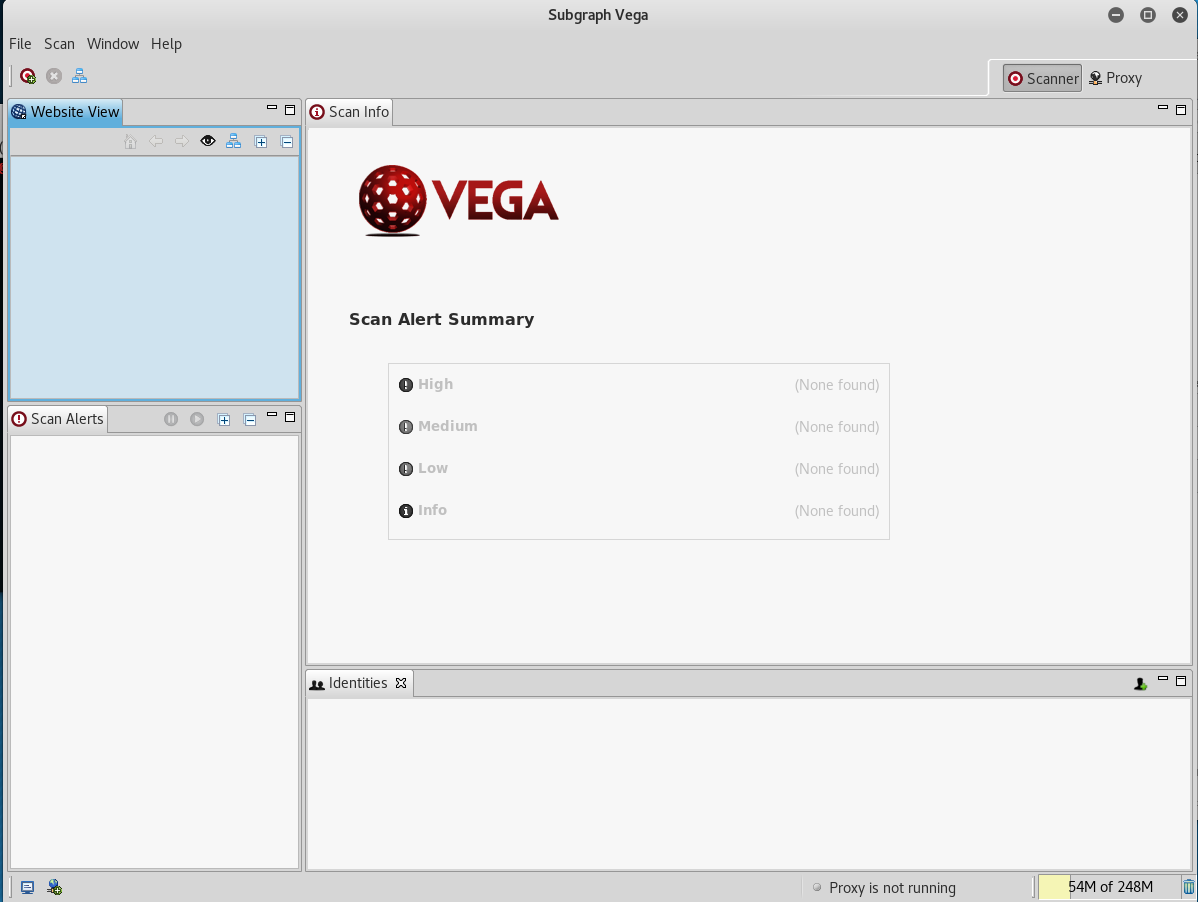 Subgraph Vega
File Scan Window Help
Scanner Proxy
Website View
Scan Info
VEGA
Scan Alert Summary
High (None found)
Medium (None found)
Low (None found)
Info (None found)
Scan Alerts
Identities
Proxy is not running 54M of 248M